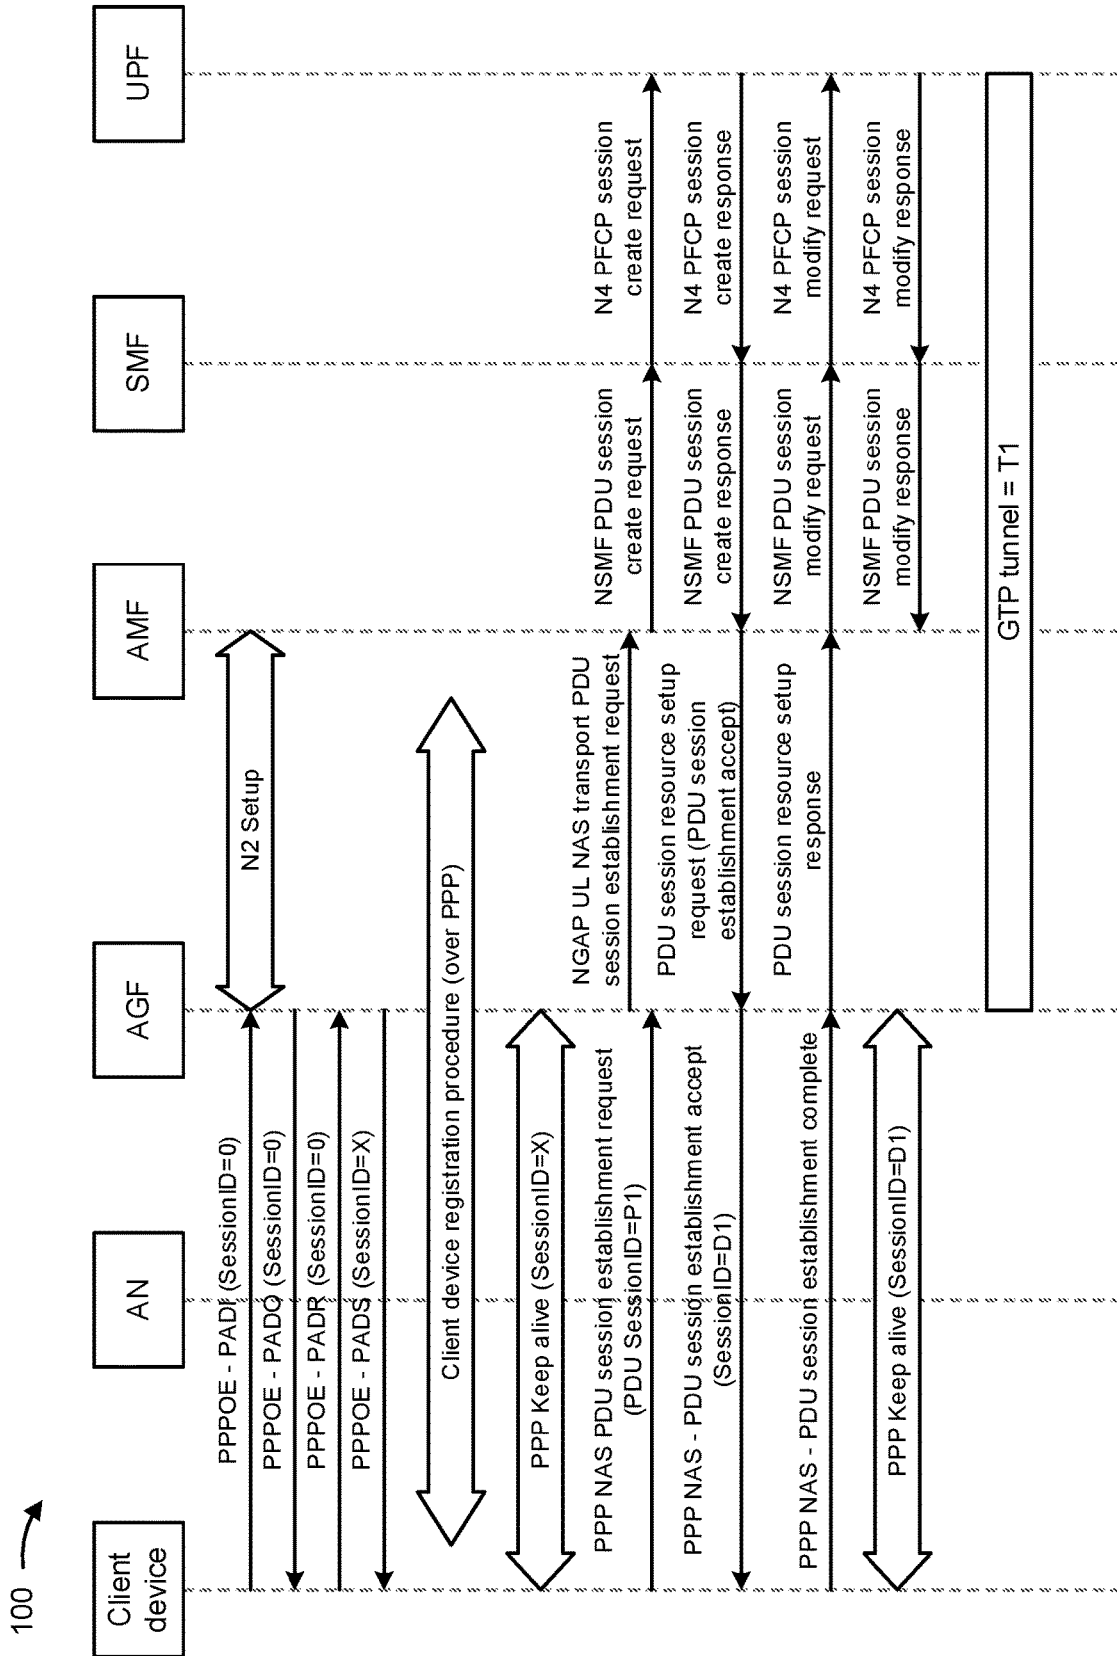 100
Client
device
AN
AGF
AMF
SMF
UPF
PPPOE - PADI (SessionID=0)
PPPOE - PADO (SessionID=0)
PPPOE - PADR (SessionID=0)
PPPOE - PADS (SessionID=X)
N2 Setup
Client device registration procedure (over PPP)
PPP Keep alive (SessionID=X)
PPP NAS PDU session establishment request
(PDU SessionID=P1)
NGAP UL NAS transport PDU
session establishment request
NSMF PDU session
create request
N4 PFCP session
create request
PPP NAS - PDU session establishment accept
(SessionID=D1)
PDU session resource setup
request (PDU session
establishment accept)
NSMF PDU session
create response
N4 PFCP session
create response
PPP NAS - PDU session establishment complete
PDU session resource setup
response
NSMF PDU session
modify request
N4 PFCP session
modify request
PPP Keep alive (SessionID=D1)
NSMF PDU session
modify response
N4 PFCP session
modify response
GTP tunnel = T1